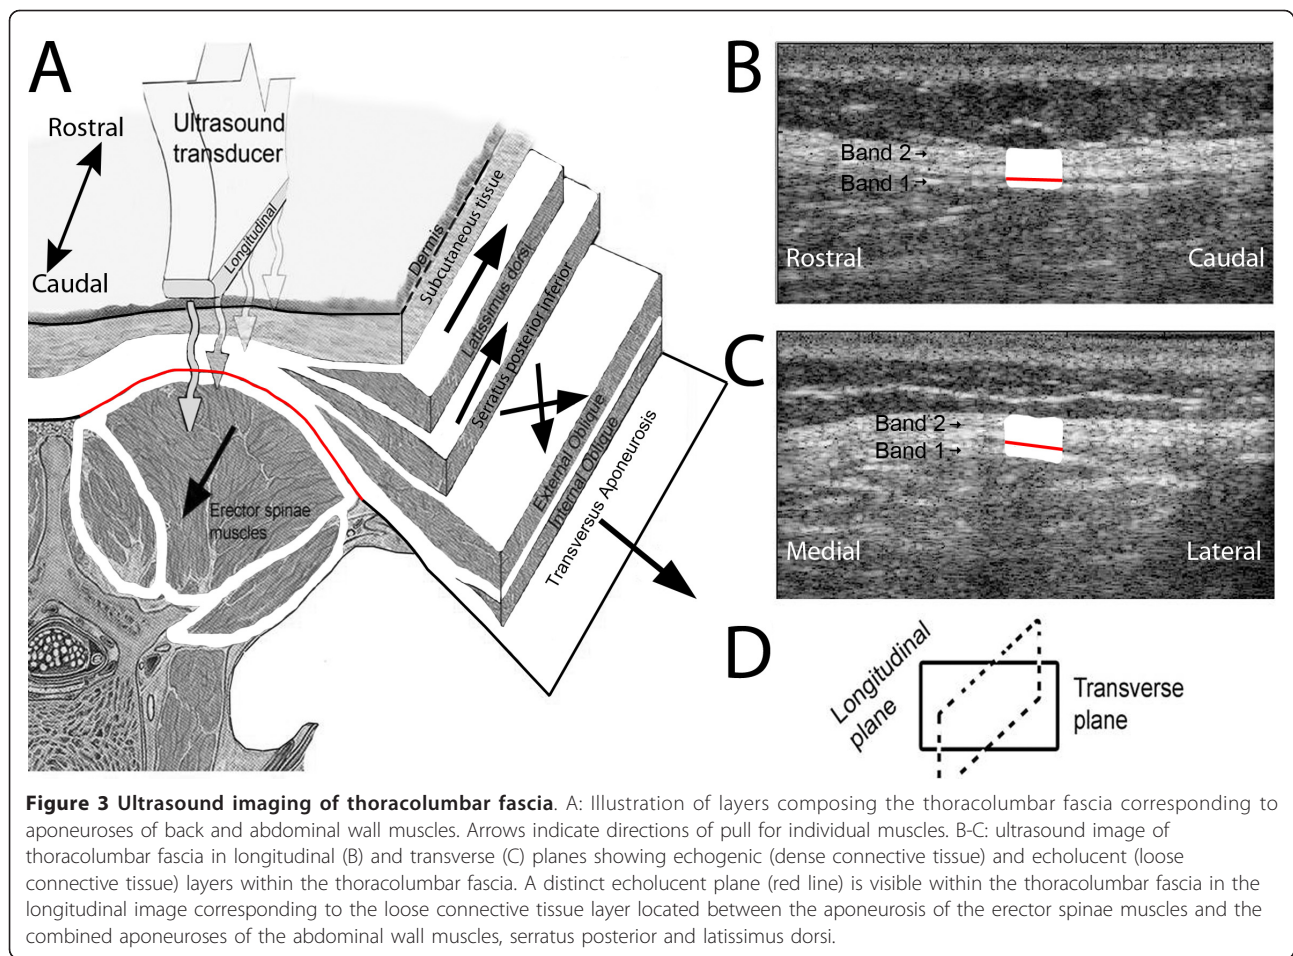 A
Rostral
Caudal
Ultrasound
transducer
Longitudinal
Dermis
Subcutaneous tissue
Latissimus dorsi
Serratus posterior inferior
External Oblique
Internal Oblique
Transversus Aponeurosis
Erector spinae
muscles
B
Band 2
Band 1
Rostral
Caudal
C
Band 2
Band 1
Medial
Lateral
D
Longitudinal
plane
Transverse
plane
Figure 3 Ultrasound imaging of thoracolumbar fascia. A: Illustration of layers composing the thoracolumbar fascia corresponding to
aponeuroses of back and abdominal wall muscles. Arrows indicate directions of pull for individual muscles. B-C: ultrasound image of
thoracolumbar fascia in longitudinal (B) and transverse (C) planes showing echogenic (dense connective tissue) and echolucent (loose
connective tissue) layers within the thoracolumbar fascia. A distinct echolucent plane (red line) is visible within the thoracolumbar fascia in the
longitudinal image corresponding to the loose connective tissue layer located between the aponeurosis of the erector spinae muscles and the
combined aponeuroses of the abdominal wall muscles, serratus posterior and latissimus dorsi.